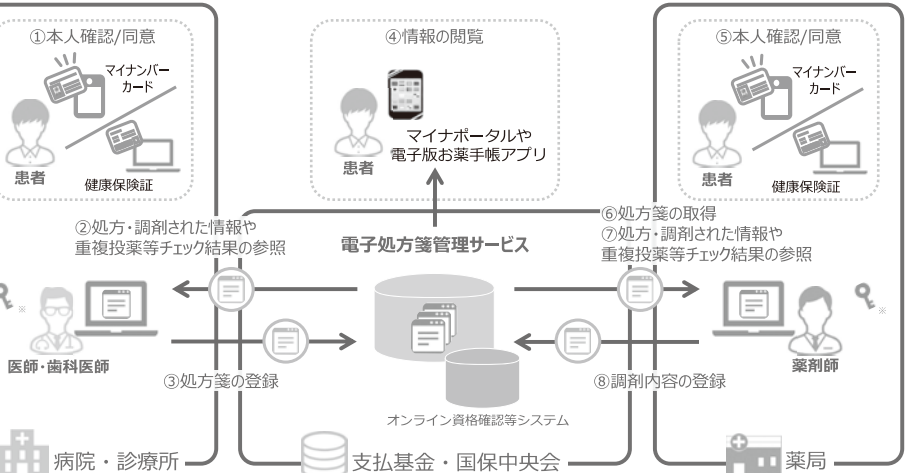 ①本人確認/同意
マイナンバー
カード
患者
健康保険証
②処方・調剤された情報や
重複投薬等チェック結果の参照
※
医師・歯科医師
③処方箋の登録
病院・診療所
④情報の閲覧
マイナポータルや
電子版お薬手帳アプリ
患者
電子処方箋管理サービス
オンライン資格確認等システム
支払基金・国保中央会
⑤本人確認/同意
マイナンバー
カード
患者
健康保険証
⑥処方箋の取得
⑦処方・調剤された情報や
重複投薬等チェック結果の参照
※
薬剤師
⑧調剤内容の登録
薬局